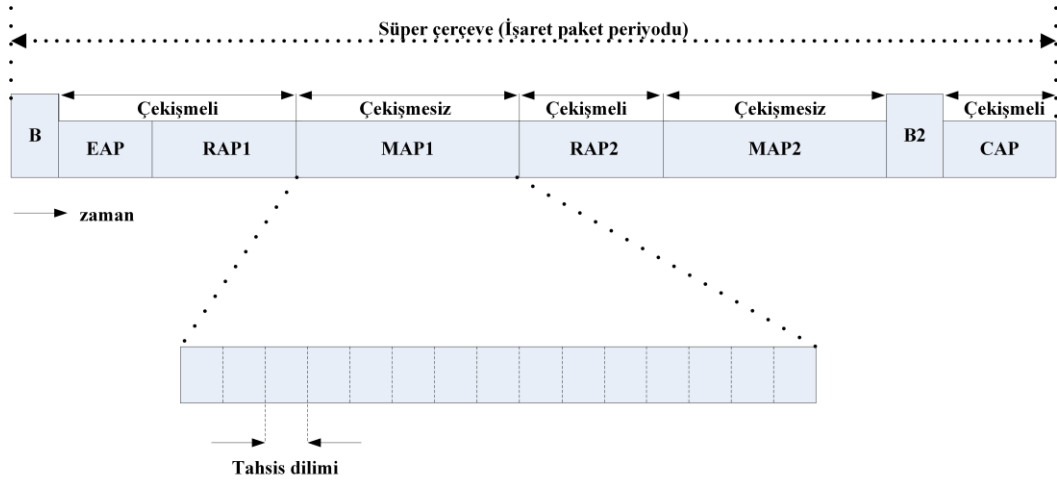 Süper çerçeve (İşaret paket periyodu)
Çekişmeli Çekişmesiz Çekişmeli Çekişmesiz Çekişmeli
B EAP RAP1 MAP1 RAP2 MAP2 B2 CAP
zaman
Tahsis dilimi